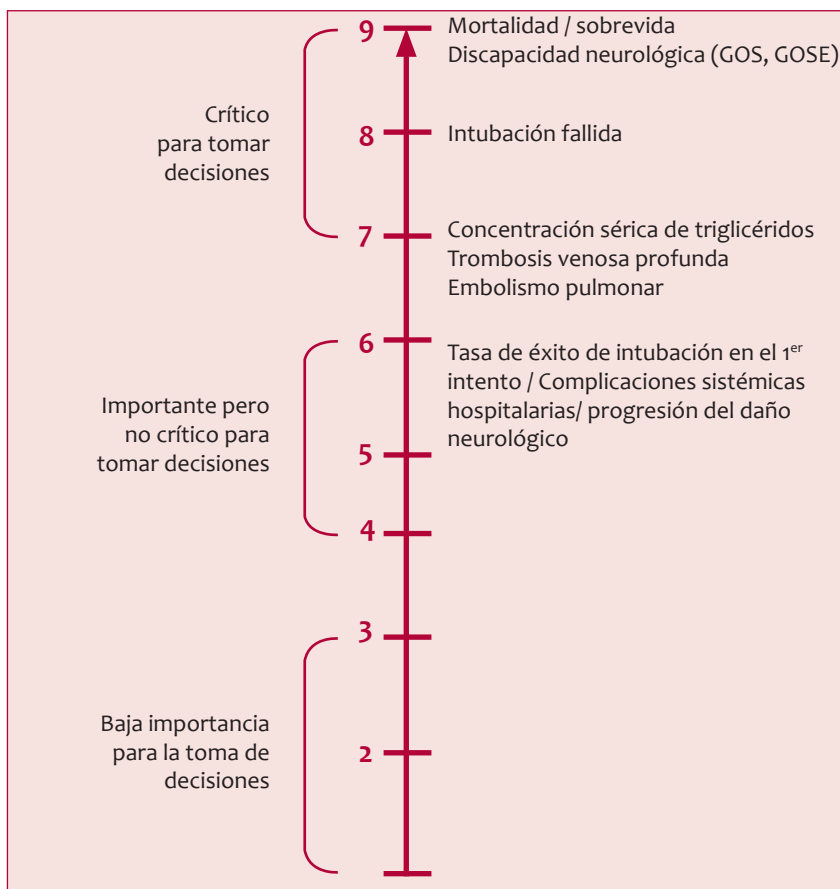 9
Mortalidad / sobrevida
Discapacidad neurológica (GOS, GOSE)
Crítico
para tomar
decisiones
8
Intubación fallida
7
Concentración sérica de triglicéridos
Trombosis venosa profunda
Embolismo pulmonar
6
Tasa de éxito de intubación en el 1er
intento / Complicaciones sistémicas
hospitalarias/ progresión del daño
neurológico
Importante pero
no crítico para
tomar decisiones
5
4
3
Baja importancia
para la toma de
decisiones
2